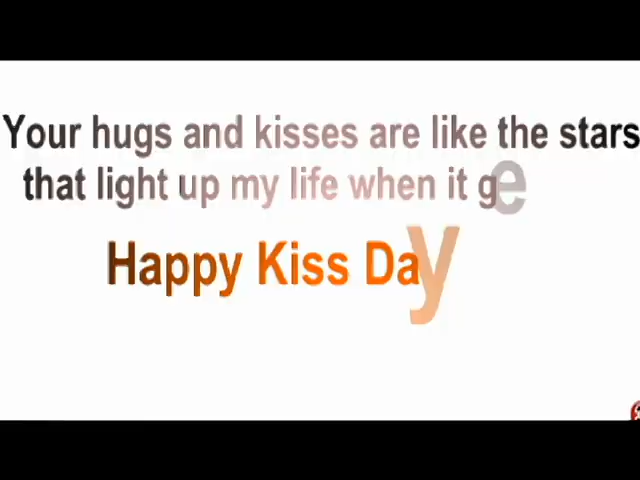 Your hugs and kisses are like the stars
that light up my life when it ge
Happy Kiss Day